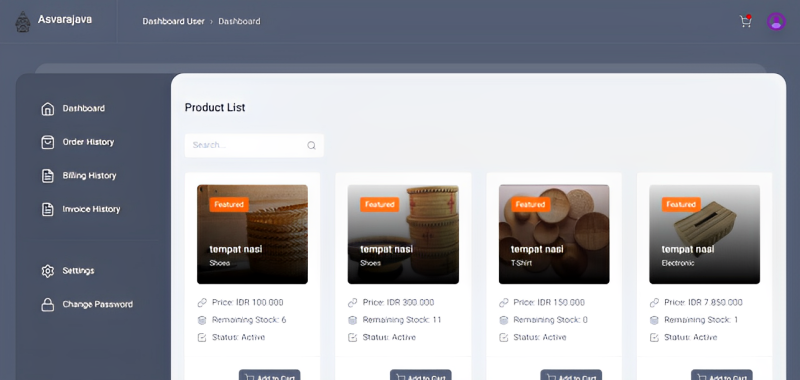 Asvarajava
Dashboard User › Dashboard
Dashboard
Order History
Billing History
Invoice History
Settings
Change Password
Product List
Search...
Featured
tempat nasi
Shoes
Price: IDR 100.000
Remaining Stock: 6
Status: Active
Add to Cart
Featured
tempat nasi
Shoes
Price: IDR 300.000
Remaining Stock: 11
Status: Active
Add to Cart
Featured
tempat nasi
T-Shirt
Price: IDR 150.000
Remaining Stock: 0
Status: Active
Add to Cart
Featured
tempat nasi
Electronic
Price: IDR 7.850.000
Remaining Stock: 1
Status: Active
Add to Cart